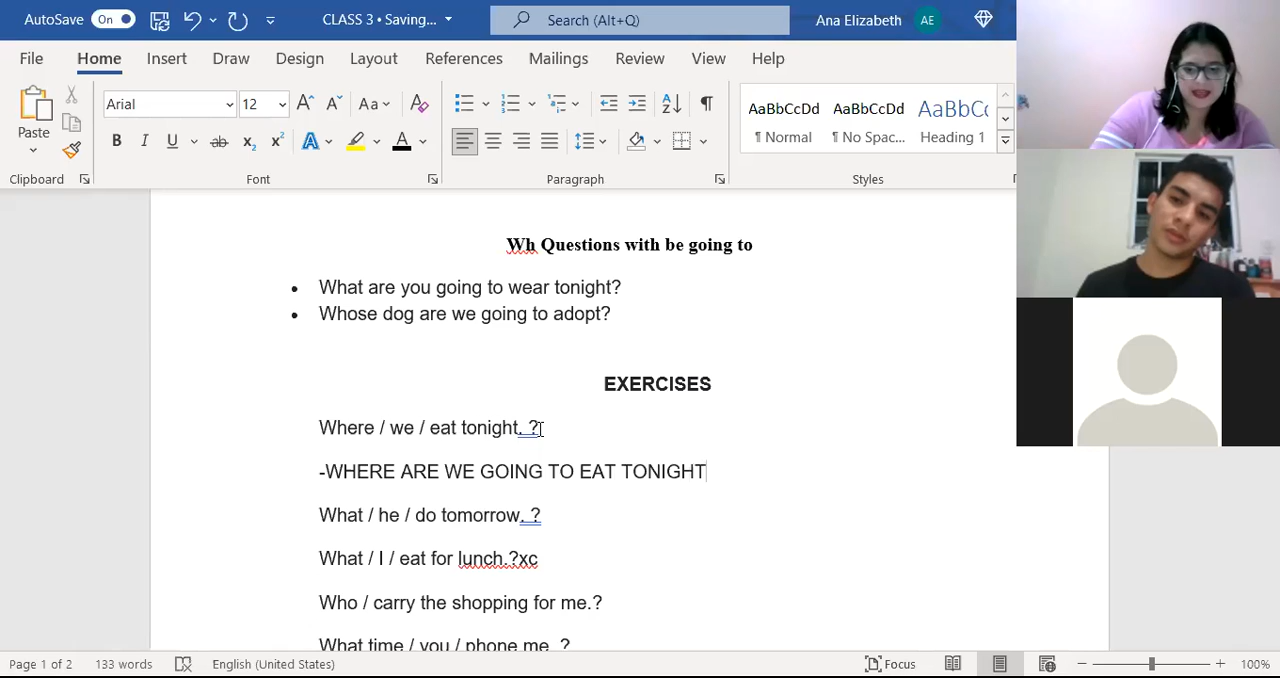 AutoSave On CLASS 3 • Saving... Search (Alt+Q) Ana Elizabeth AE
File Home Insert Draw Design Layout References Mailings Review View Help
Paste Arial 12 A A Aa A AaBbCcDd AaBbCcDd AaBbCc
B I U ab x2 x2 A A ¶ Normal ¶ No Spac... Heading 1
Clipboard Font Paragraph Styles
Wh Questions with be going to
• What are you going to wear tonight?
• Whose dog are we going to adopt?
EXERCISES
Where / we / eat tonight. ?
-WHERE ARE WE GOING TO EAT TONIGHT
What / he / do tomorrow. ?
What / I / eat for lunch.?xc
Who / carry the shopping for me.?
What time / you / phone me. ?
Page 1 of 2 133 words English (United States) Focus 100%